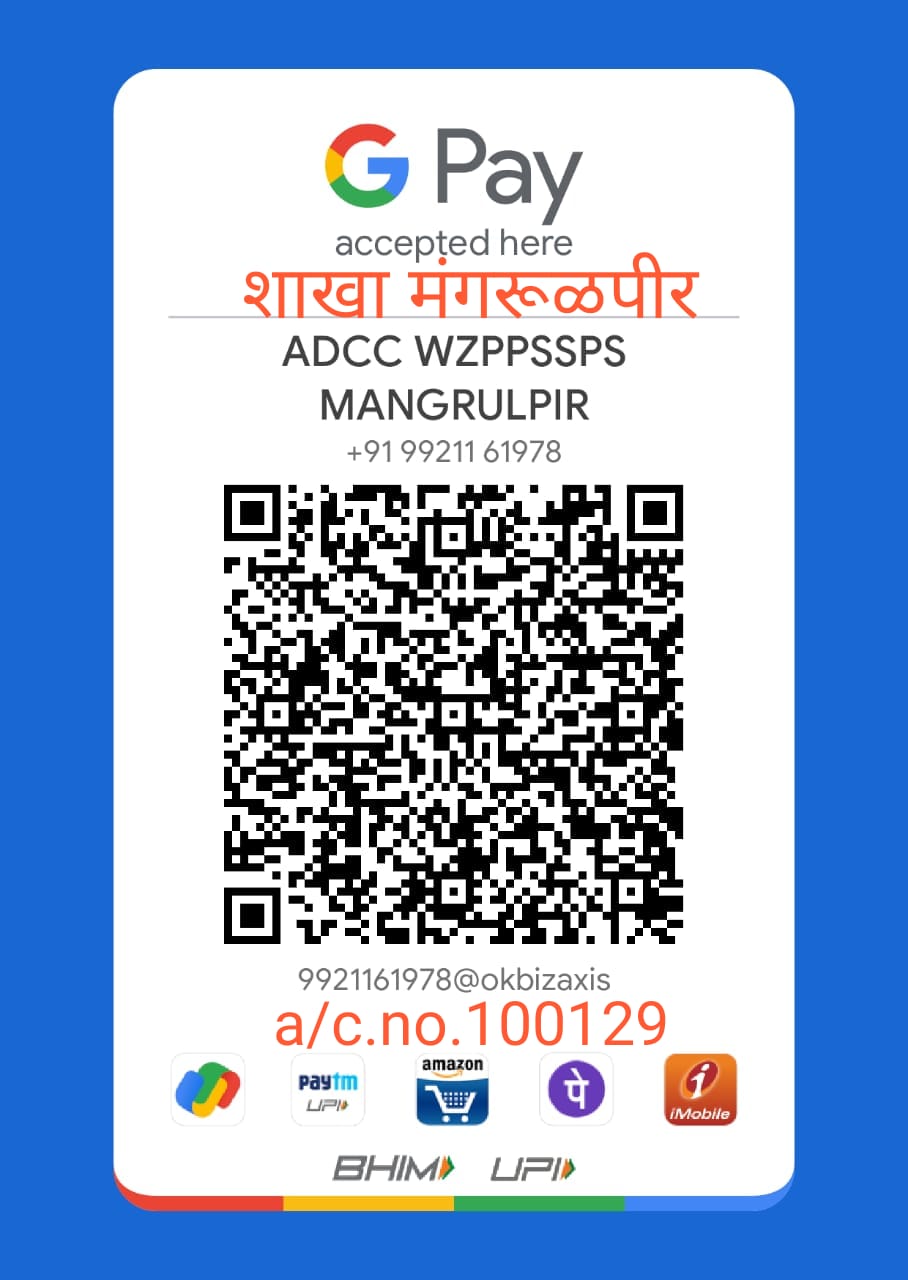 G Pay
accepted here
शाखा मंगरूळपीर
ADCC WZPPSSPS
MANGRULPIR
+91 99211 61978
9921161978@okbizaxis
a/c.no.100129
paytm
UPI
amazon
पे
i
iMobile
BHIM UPI